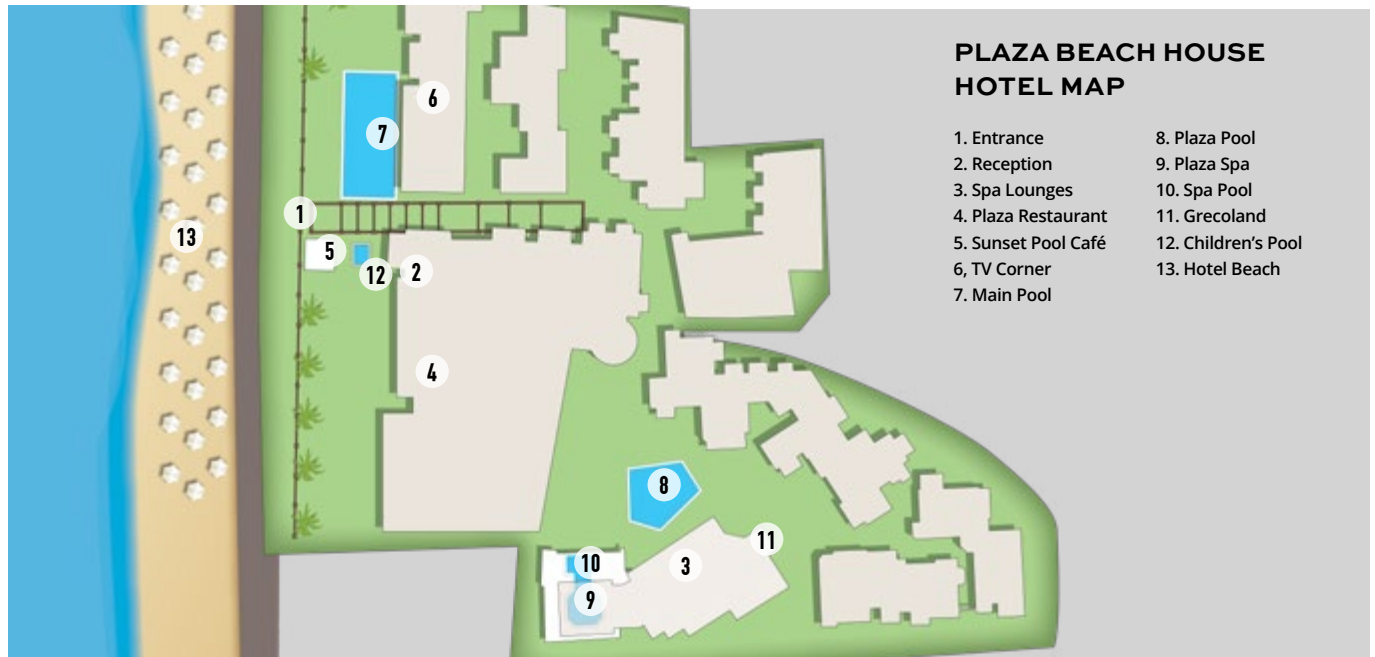 PLAZA BEACH HOUSE
HOTEL MAP
1. Entrance
2. Reception
3. Spa Lounges
4. Plaza Restaurant
5. Sunset Pool Café
6, TV Corner
7. Main Pool
8. Plaza Pool
9. Plaza Spa
10. Spa Pool
11. Grecoland
12. Children's Pool
13. Hotel Beach
6
7
1
13
5
12
2
4
8
11
10
3
9